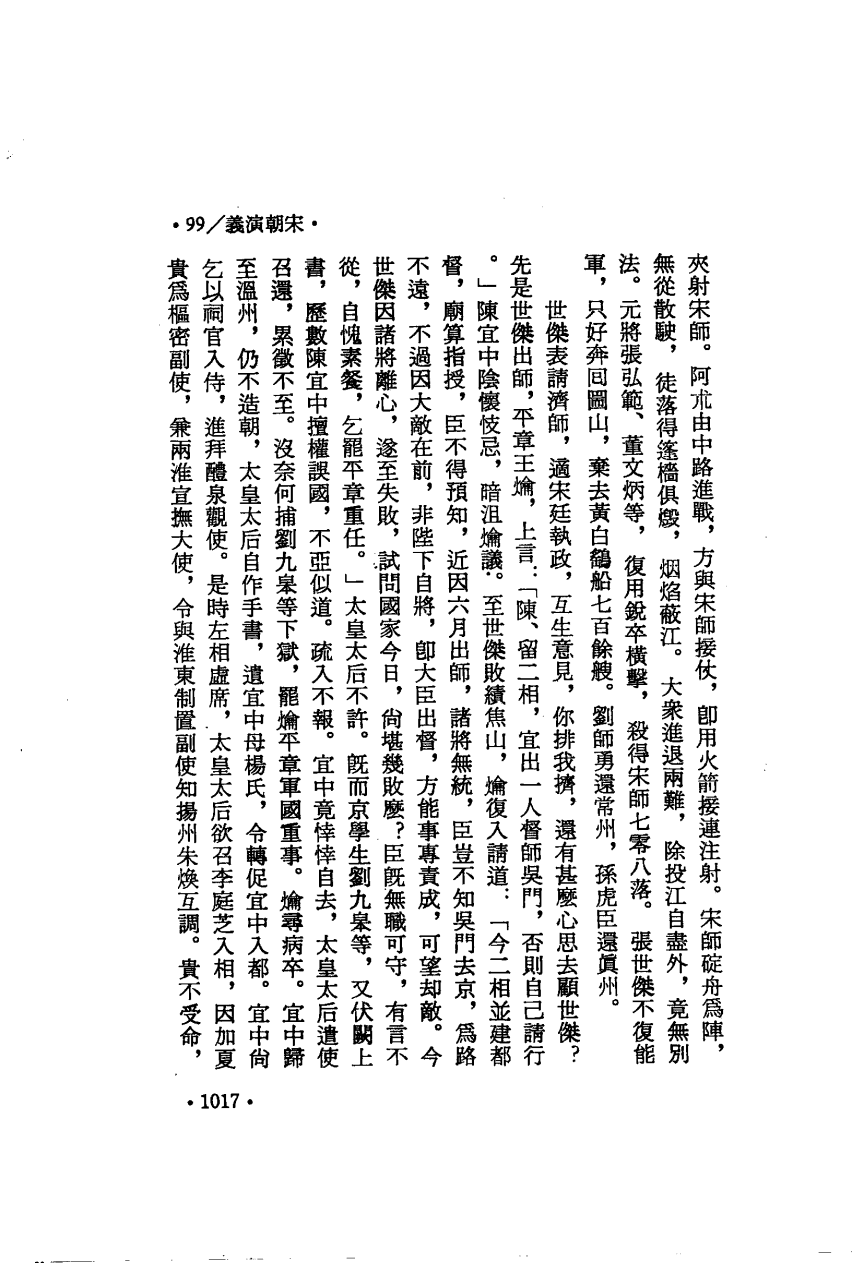 •99／義演朝宋•
夾射宋師。阿朮由中路進戰，方與宋師接仗，卽用火箭接連注射。宋師碇舟爲陣，
無從散駛，徒落得篷檣俱燬，烟焰蔽江。大衆進退兩難，除投江自盡外，竟無別
法。元將張弘範、董文炳等，復用銳卒橫擊，殺得宋師七零八落。張世傑不復能
軍，只好奔回圌山，棄去黃白鷂船七百餘艘。劉師勇還常州，孫虎臣還眞州。
世傑表請濟師，適宋廷執政，互生意見，你排我擠，還有甚麼心思去顧世傑？
先是世傑出師，平章王爚，上言：「陳、留二相，宜出一人督師吳門，否則自己請行
。」陳宜中陰懷忮忌，暗沮爚議。至世傑敗績焦山，爚復入請道：「今二相並建都
督，廟算指授，臣不得預知，近因六月出師，諸將無統，臣豈不知吳門去京，爲路
不遠，不過因大敵在前，非陛下自將，卽大臣出督，方能事專責成，可望却敵。今
世傑因諸將離心，遂至失敗，試問國家今日，尙堪幾敗麼？臣旣無職可守，有言不
從，自愧素餐，乞罷平章重任。」太皇太后不許。旣而京學生劉九臯等，又伏闕上
書，歷數陳宜中擅權誤國，不亞似道。疏入不報。宜中竟悻悻自去，太皇太后遣使
召還，累徵不至。沒奈何捕劉九臯等下獄，罷爚平章軍國重事。爚尋病卒。宜中歸
至溫州，仍不造朝，太皇太后自作手書，遺宜中母楊氏，令轉促宜中入都。宜中尙
乞以祠官入侍，進拜醴泉觀使。是時左相虛席，太皇太后欲召李庭芝入相，因加夏
貴爲樞密副使，兼兩淮宣撫大使，令與淮東制置副使知揚州朱煥互調。貴不受命，
•1017•